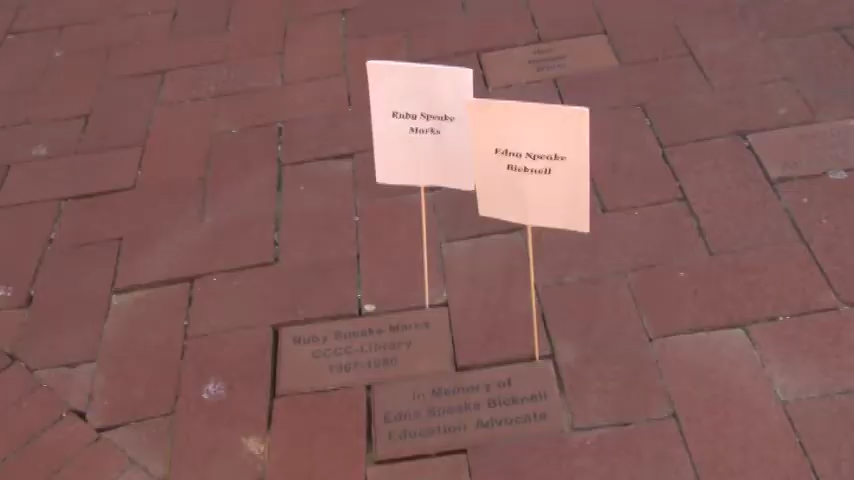 Ruby Speake
Marks
Edna Speake
Bicknell
Ruby Speake Marks
CCCC-Library
1967-1980
In Memory of
Edna Speake Bicknell
Education Advocate